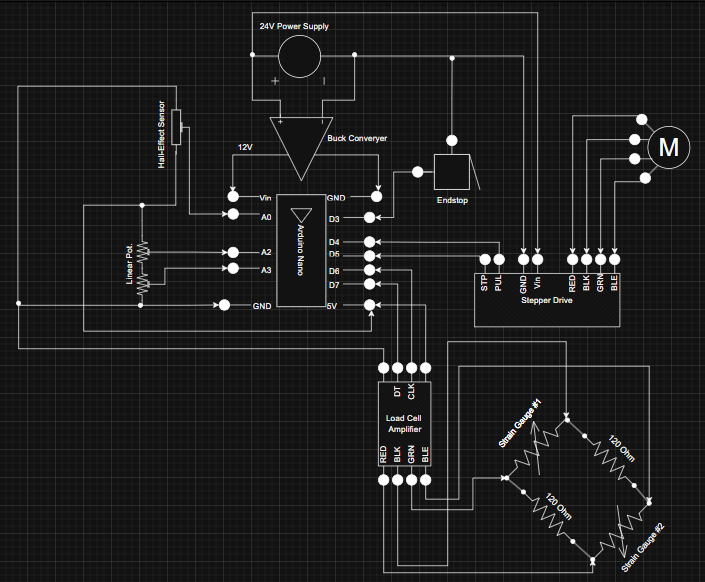 24V Power Supply
+
|
+
-
Buck Converyer
12V
Hall-Effect Sensor
Vin
GND
A0
D3
Endstop
M
Arduino Nano
Linear Pot.
A2
A3
D4
D5
D6
D7
GND
5V
STP
PUL
GND
Vin
RED
BLK
GRN
BLE
Stepper Drive
DT
CLK
Load Cell
Amplifier
RED
BLK
GRN
BLE
Strain Gauge #1
120 Ohm
120 Ohm
Strain Gauge #2